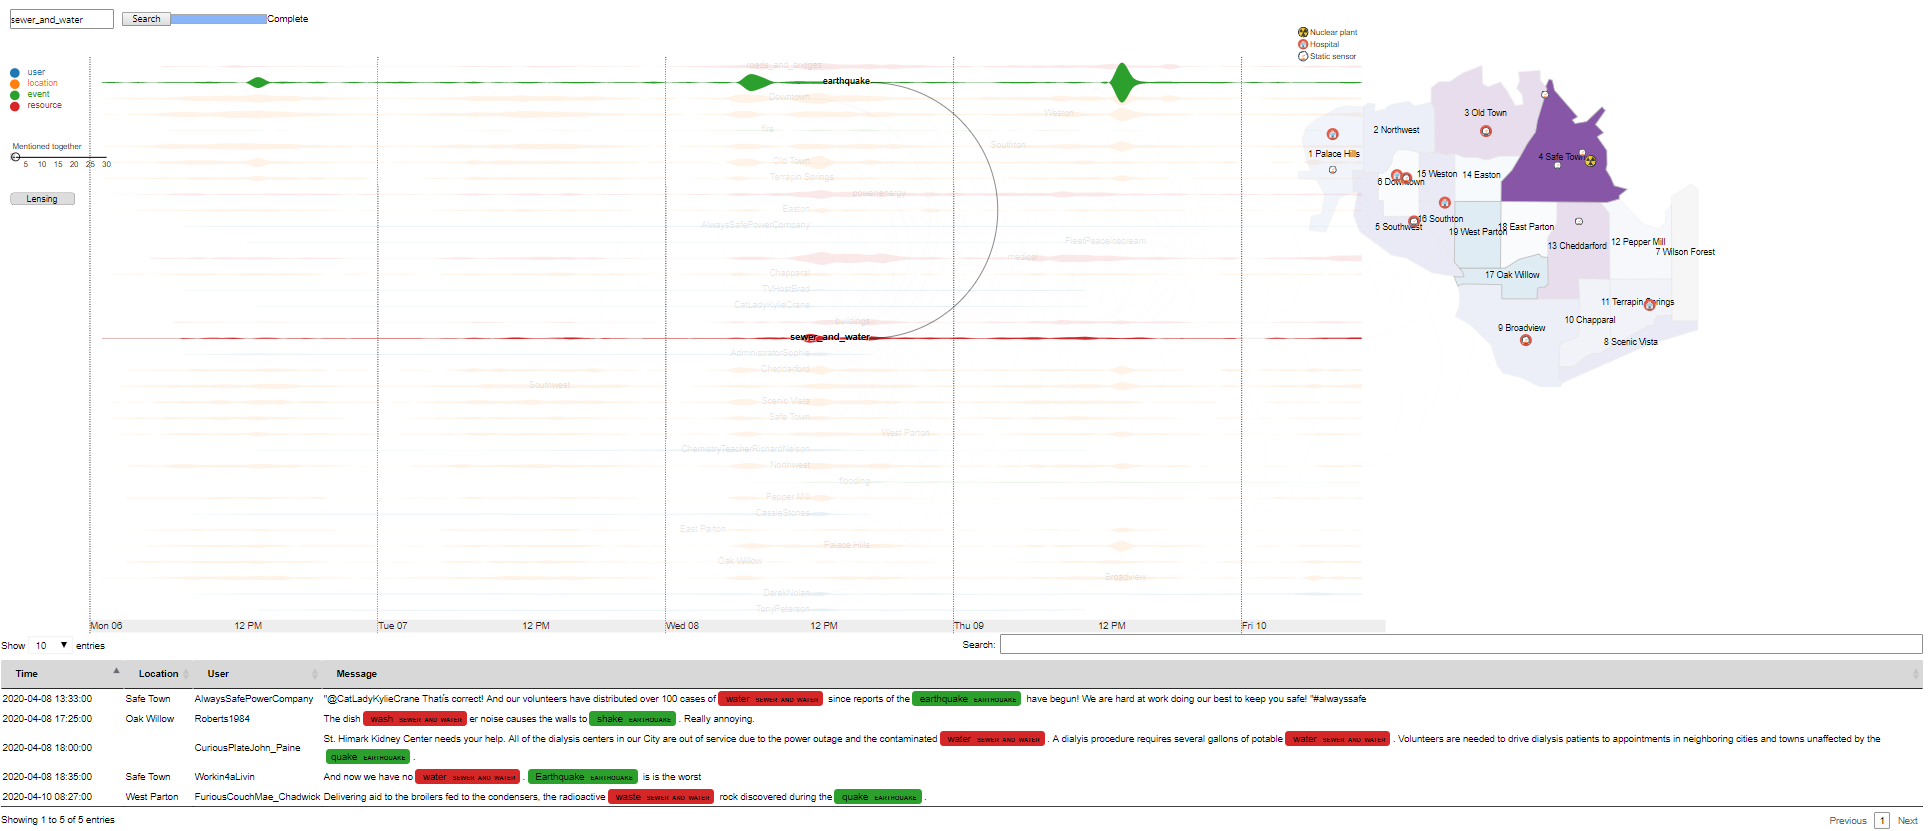 sewer_and_water Search Complete
Nuclear plant
Hospital
Static sensor
user
location
event
resource
Mentioned together
5 10 15 20 25 30
Lensing
roads_and_bridges
earthquake
Downtown
Weston
fire
Southton
Old Town
Terrapin Springs
powerenergy
Easton
AlwaysSafePowerCompany
FleetPeaceIcecream
medical
Chapparal
TVHostBrad
CatLadyKylieCrane
buildings
sewer_and_water
AdministratorSophia
Cheddarford
Southwest
Scenic Vista
Safe Town
West Parton
ChemistryTeacherRichardNelson
Northwest
flooding
Pepper Mill
CassieStones
East Parton
Palace Hills
Oak Willow
Broadview
DerekNolan
TonyPeterson
Mon 06 12 PM Tue 07 12 PM Wed 08 12 PM Thu 09 12 PM Fri 10
3 Old Town
2 Northwest
1 Palace Hills
4 Safe Town
15 Weston
14 Easton
6 Downtown
16 Southton
5 Southwest
18 East Parton
19 West Parton
13 Cheddarford
12 Pepper Mill
7 Wilson Forest
17 Oak Willow
11 Terrapin Springs
10 Chapparal
9 Broadview
8 Scenic Vista
Show 10 entries Search:
Time Location User Message
2020-04-08 13:33:00 Safe Town AlwaysSafePowerCompany "@CatLadyKylieCrane Thatís correct! And our volunteers have distributed over 100 cases of water SEWER AND WATER since reports of the earthquake EARTHQUAKE have begun! We are hard at work doing our best to keep you safe! "#alwayssafe
2020-04-08 17:25:00 Oak Willow Roberts1984 The dish wash SEWER AND WATER er noise causes the walls to shake EARTHQUAKE . Really annoying.
2020-04-08 18:00:00 CuriousPlateJohn_Paine St. Himark Kidney Center needs your help. All of the dialysis centers in our City are out of service due to the power outage and the contaminated water SEWER AND WATER . A dialyis procedure requires several gallons of potable water SEWER AND WATER . Volunteers are needed to drive dialysis patients to appointments in neighboring cities and towns unaffected by the
quake EARTHQUAKE .
2020-04-08 18:35:00 Safe Town Workin4aLivin And now we have no water SEWER AND WATER . Earthquake EARTHQUAKE is is the worst
2020-04-10 08:27:00 West Parton FuriousCouchMae_Chadwick Delivering aid to the broilers fed to the condensers, the radioactive waste SEWER AND WATER rock discovered during the quake EARTHQUAKE .
Showing 1 to 5 of 5 entries Previous 1 Next